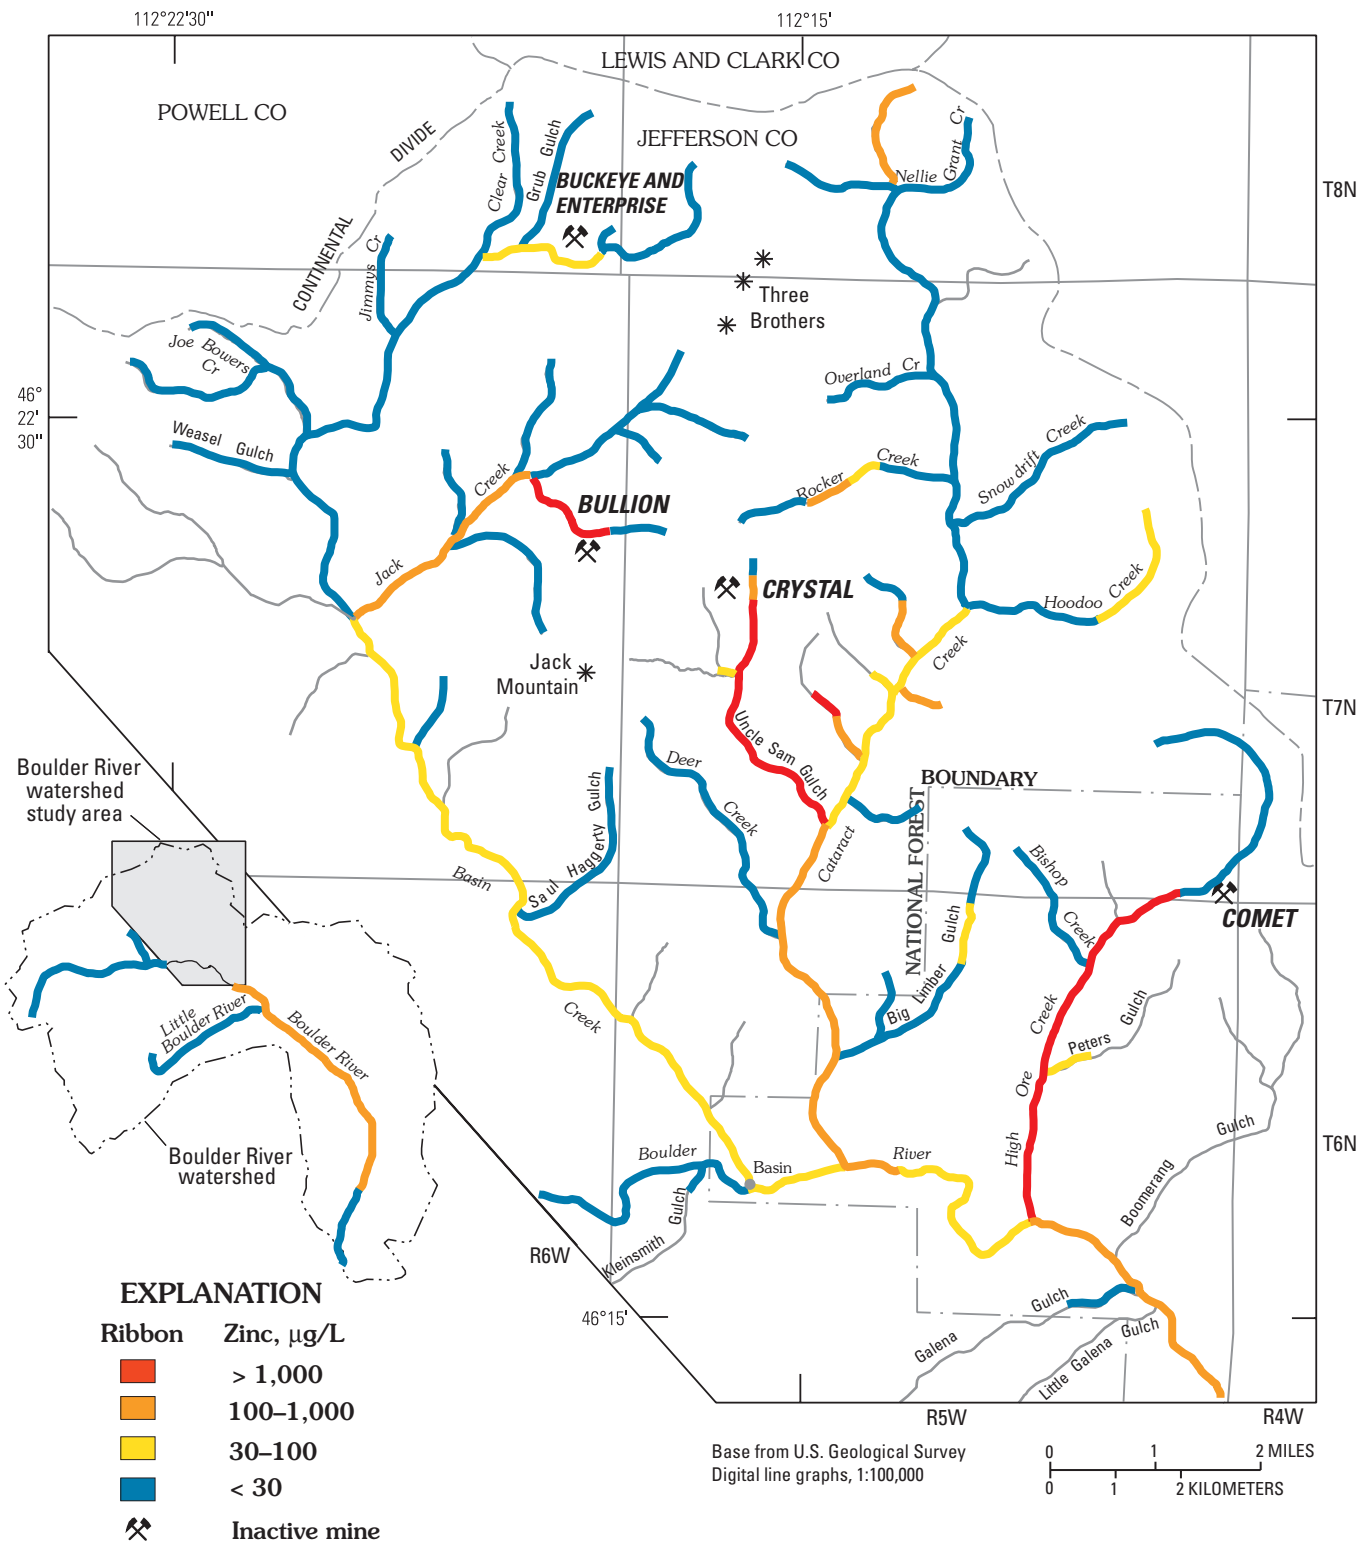 112°22'30"
112°15'
LEWIS AND CLARK CO
POWELL CO
JEFFERSON CO
CONTINENTAL
DIVIDE
Clear Creek
Grub Gulch
BUCKEYE AND
ENTERPRISE
Nellie Grant Cr
T8N
Jimmys Cr
Three
Brothers
Joe Bowers
Cr
Overland Cr
46°
22'
30"
Weasel Gulch
Jack Creek
BULLION
Rocker Creek
Snowdrift Creek
CRYSTAL
Hoodoo Creek
Jack
Mountain
Uncle Sam Gulch
Cataract Creek
T7N
Deer Creek
Boulder River
watershed
study area
NATIONAL FOREST
BOUNDARY
Saul Haggerty Gulch
Basin Creek
Bishop Creek
COMET
Big Limber Gulch
High Ore Creek
Peters Gulch
Little
Boulder River
Boulder River
Boulder River
watershed
Boulder River
Basin
Kleinsmith Gulch
Boomerang Gulch
T6N
R6W
46°15'
Galena Gulch
Little Galena Gulch
R5W
R4W
EXPLANATION
Ribbon Zinc, µg/L
> 1,000
100–1,000
30–100
< 30
Inactive mine
Base from U.S. Geological Survey
Digital line graphs, 1:100,000
0 1 2 MILES
0 1 2 KILOMETERS